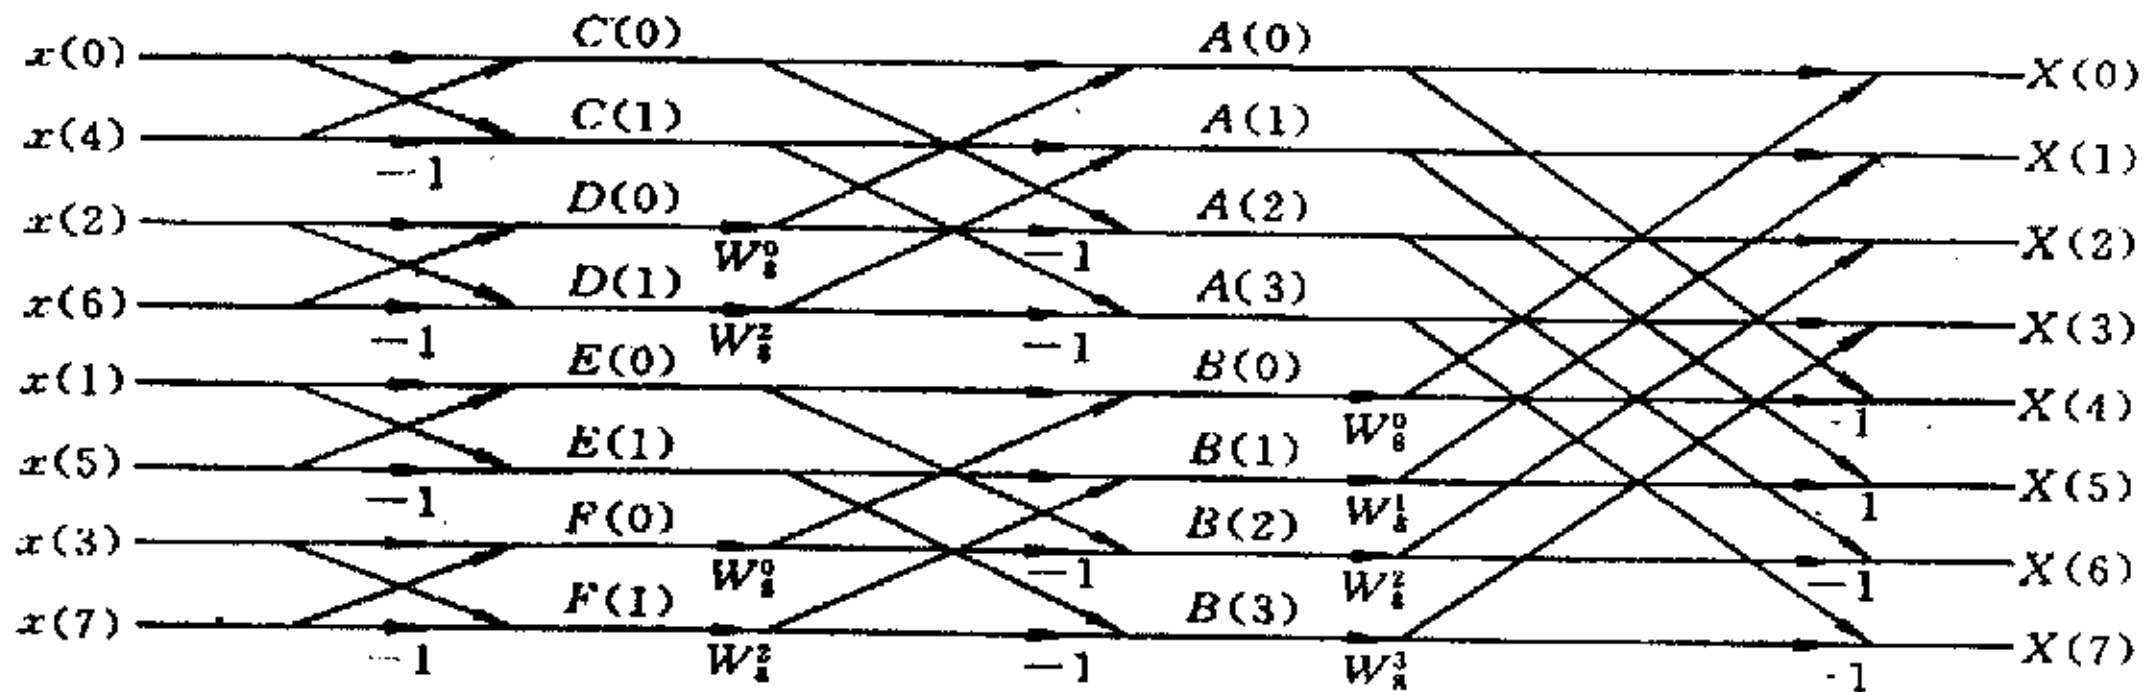 x(0) C(0) A(0) X(0)
x(4) -1 C(1) A(1) X(1)
x(2) D(0) W₈⁰ -1 A(2) X(2)
x(6) -1 D(1) W₈² -1 A(3) X(3)
x(1) E(0) B(0) W₈⁰ -1 X(4)
x(5) -1 E(1) B(1) W₈¹ 1 X(5)
x(3) F(0) W₈⁰ -1 B(2) W₈² -1 X(6)
x(7) -1 F(1) W₈² -1 B(3) W₈³ -1 X(7)